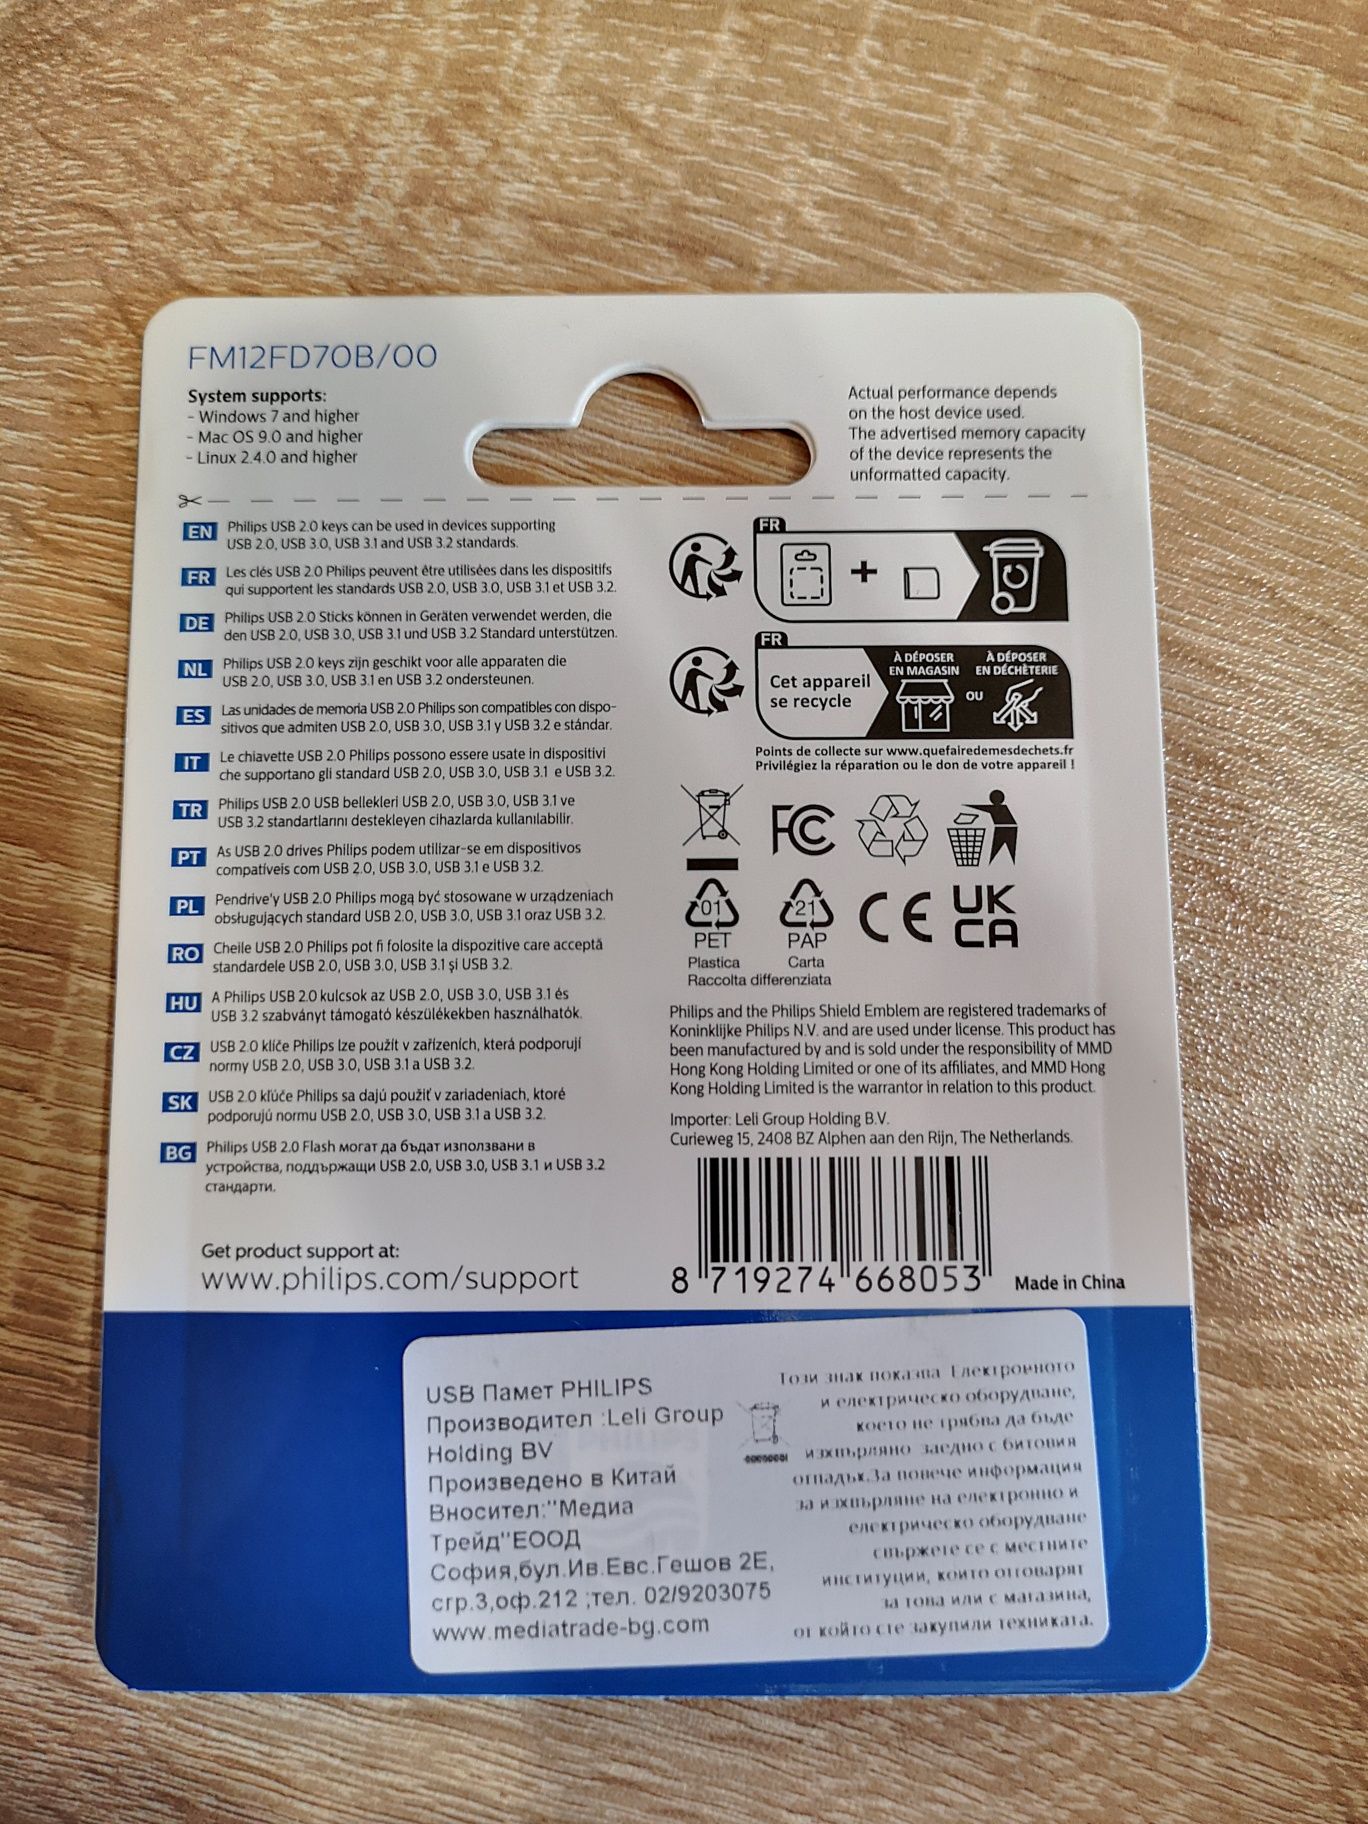 FM12FD70B/00
System supports:
- Windows 7 and higher
- Mac OS 9.0 and higher
- Linux 2.4.0 and higher
Actual performance depends
on the host device used.
The advertised memory capacity
of the device represents the
unformatted capacity.
EN Philips USB 2.0 keys can be used in devices supporting
USB 2.0, USB 3.0, USB 3.1 and USB 3.2 standards.
FR Les clés USB 2.0 Philips peuvent être utilisées dans les dispositifs
qui supportent les standards USB 2.0, USB 3.0, USB 3.1 et USB 3.2.
DE Philips USB 2.0 Sticks können in Geräten verwendet werden, die
den USB 2.0, USB 3.0, USB 3.1 und USB 3.2 Standard unterstützen.
NL Philips USB 2.0 keys zijn geschikt voor alle apparaten die
USB 2.0, USB 3.0, USB 3.1 en USB 3.2 ondersteunen.
ES Las unidades de memoria USB 2.0 Philips son compatibles con dispo-
sitivos que admiten USB 2.0, USB 3.0, USB 3.1 y USB 3.2 e stándar.
IT Le chiavette USB 2.0 Philips possono essere usate in dispositivi
che supportano gli standard USB 2.0, USB 3.0, USB 3.1 e USB 3.2.
TR Philips USB 2.0 USB bellekleri USB 2.0, USB 3.0, USB 3.1 ve
USB 3.2 standartlarını destekleyen cihazlarda kullanılabilir.
PT As USB 2.0 drives Philips podem utilizar-se em dispositivos
compatíveis com USB 2.0, USB 3.0, USB 3.1 e USB 3.2.
PL Pendrive'y USB 2.0 Philips mogą być stosowane w urządzeniach
obsługujących standard USB 2.0, USB 3.0, USB 3.1 oraz USB 3.2.
RO Cheile USB 2.0 Philips pot fi folosite la dispozitive care acceptă
standardele USB 2.0, USB 3.0, USB 3.1 și USB 3.2.
HU A Philips USB 2.0 kulcsok az USB 2.0, USB 3.0, USB 3.1 és
USB 3.2 szabványt támogató készülékekben használhatók.
CZ USB 2.0 klíče Philips lze použít v zařízeních, která podporují
normy USB 2.0, USB 3.0, USB 3.1 a USB 3.2.
SK USB 2.0 kľúče Philips sa dajú použiť v zariadeniach, ktoré
podporujú normu USB 2.0, USB 3.0, USB 3.1 a USB 3.2.
BG Philips USB 2.0 Flash могат да бъдат използвани в
устройства, поддържащи USB 2.0, USB 3.0, USB 3.1 и USB 3.2
стандарти.
Get product support at:
www.philips.com/support
FR
+
FR
Cet appareil
se recycle
À DÉPOSER
EN MAGASIN
OU
À DÉPOSER
EN DÉCHÈTERIE
Points de collecte sur www.quefairedemesdechets.fr
Privilégiez la réparation ou le don de votre appareil !
FC
01
PET
Plastica
21
PAP
Carta
Raccolta differenziata
CE
UK
CA
Philips and the Philips Shield Emblem are registered trademarks of
Koninklijke Philips N.V. and are used under license. This product has
been manufactured by and is sold under the responsibility of MMD
Hong Kong Holding Limited or one of its affiliates, and MMD Hong
Kong Holding Limited is the warrantor in relation to this product.
Importer: Leli Group Holding B.V.
Curieweg 15, 2408 BZ Alphen aan den Rijn, The Netherlands.
8 719274 668053
Made in China
USB Памет PHILIPS
Производител :Leli Group
Holding BV
Произведено в Китай
Вносител:"Медиа
Трейд"ЕООД
София,бул.Ив.Евс.Гешов 2Е,
сгр.3,оф.212 ;тел. 02/9203075
www.mediatrade-bg.com
Този знак показва Електронното
и електрическо оборудване,
което не трябва да бъде
изхвърляно заедно с битовия
отпадък.За повече информация
за изхвърляне на електронно и
електрическо оборудване
свържете се с местните
институции, които отговарят
за това или с магазина,
от който сте закупили техниката.